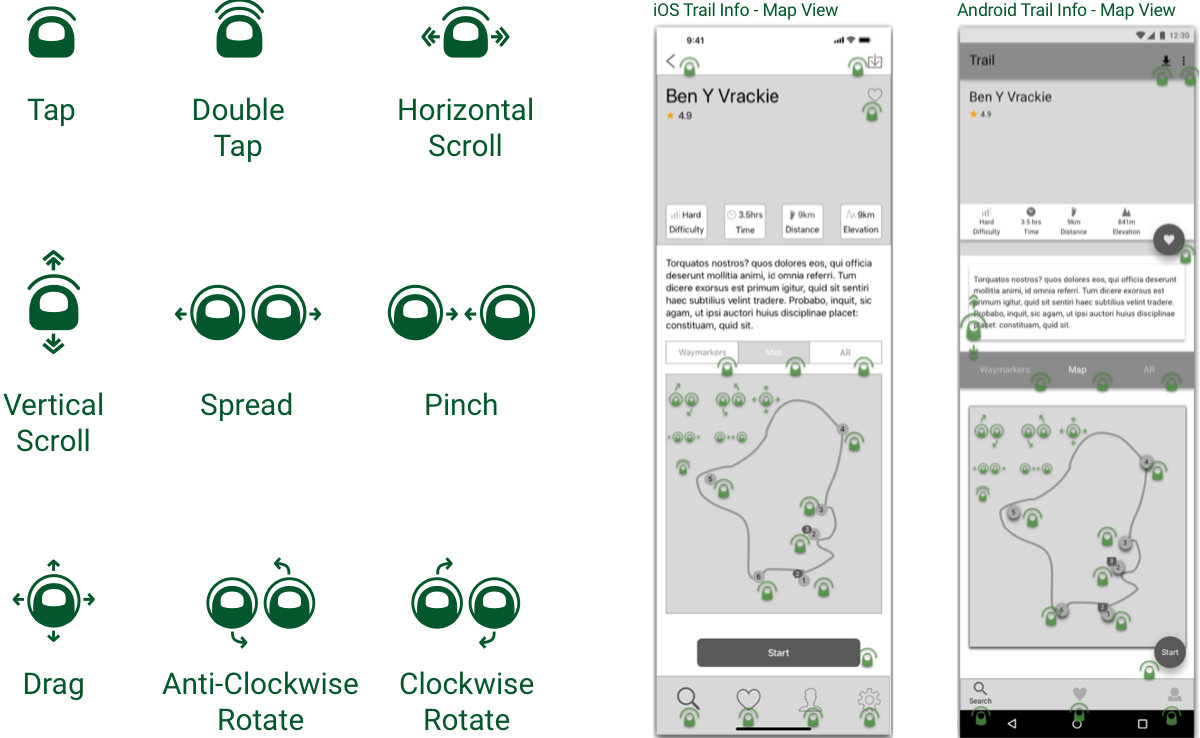 Tap
Double
Tap
Horizontal
Scroll
Vertical
Scroll
Spread
Pinch
Drag
Anti-Clockwise
Rotate
Clockwise
Rotate
iOS Trail Info - Map View
9:41
Ben Y Vrackie
4.9
Hard
Difficulty
3.5hrs
Time
9km
Distance
9km
Elevation
Torquatos nostros? quos dolores eos, qui officia
deserunt mollitia animi, id omnia referri. Tum
dicere exorsus est primum igitur, quid sit sentiri
haec subtilius velint tradere. Probabo, inquit, sic
agam, ut ipsi auctori huius disciplinae placet:
constituam, quid sit.
Waymarkers
Map
AR
4
5
3
3
2
6
2
1
Start
Android Trail Info - Map View
12:30
Trail
Ben Y Vrackie
4.9
Hard
Difficulty
3.5 hrs
Time
9km
Distance
841m
Elevation
Torquatos nostros? quos dolores eos, qui officia deserunt
mollitia animi, id omnia referri. Tum dicere exorsus est
primum igitur, quid sit sentiri haec subtilius velint tradere.
Probabo, inquit, sic agam, ut ipsi auctori huius disciplinae
placet: constituam, quid sit.
Waymarkers
Map
AR
4
5
3
3
2
6
2
1
Start
Search